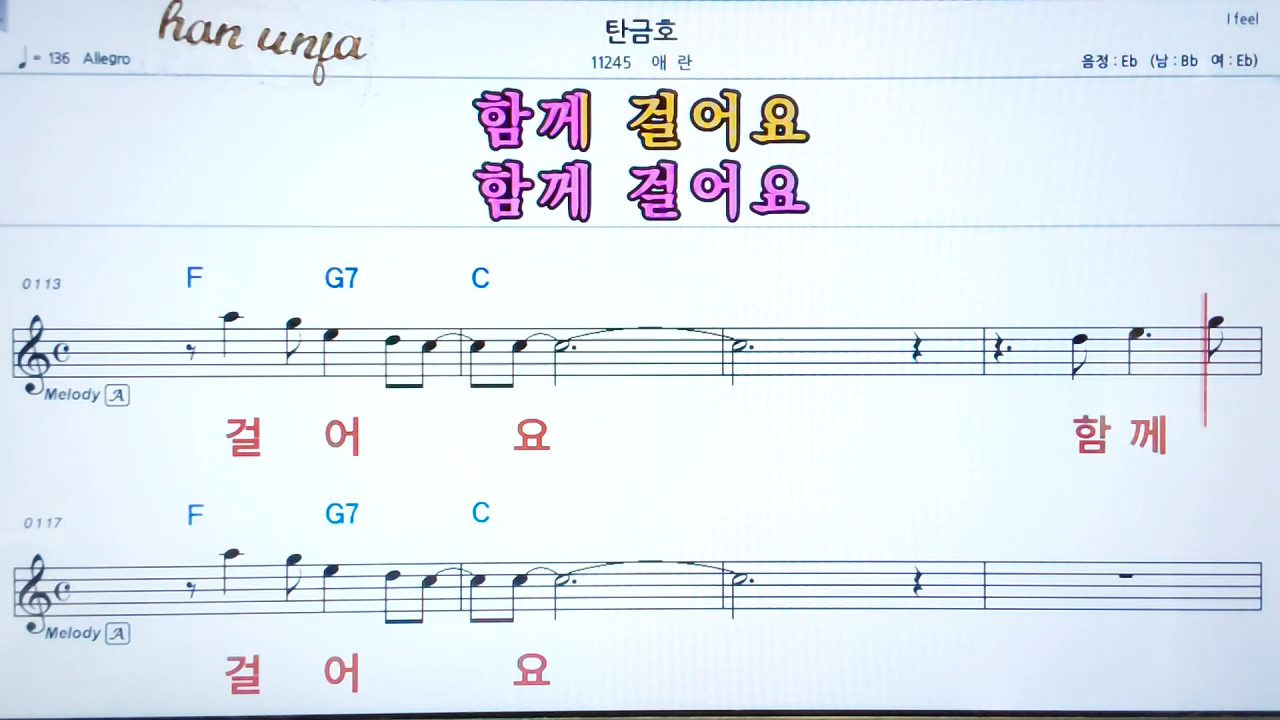 han unja
탄금호
I feel
♩= 136 Allegro
11245 애 란
음정 : Eb (남 : Bb 여 : Eb)
함께 걸어요
함께 걸어요
0113 F G7 C
Melody A
걸 어 요 함 께
0117 F G7 C
Melody A
걸 어 요